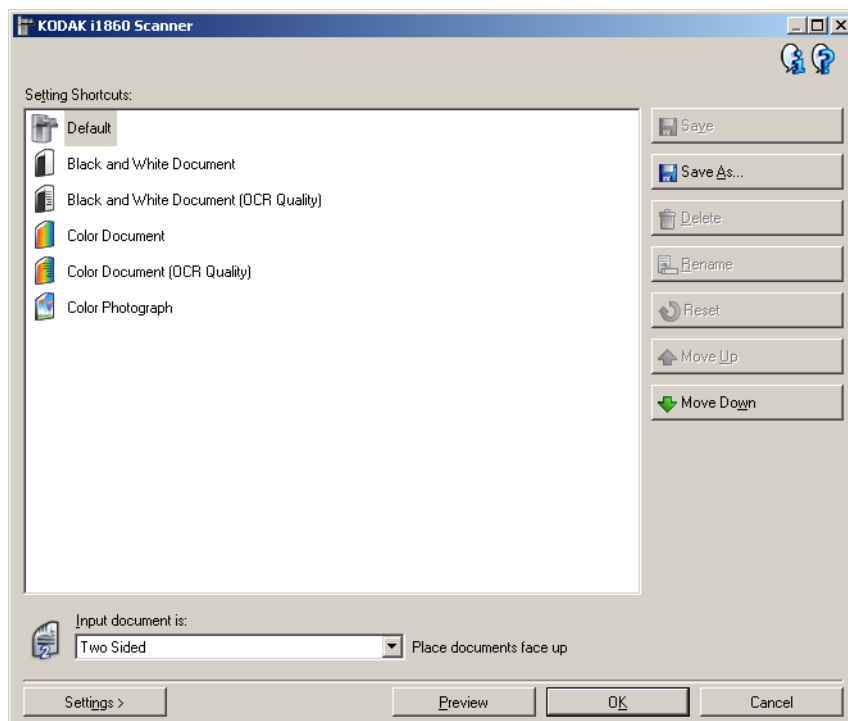 KODAK i1860 Scanner
Setting Shortcuts:
Default
Black and White Document
Black and White Document (OCR Quality)
Color Document
Color Document (OCR Quality)
Color Photograph
Save
Save As...
Delete
Rename
Reset
Move Up
Move Down
Input document is:
2
Two Sided
Place documents face up
Settings >
Preview
OK
Cancel